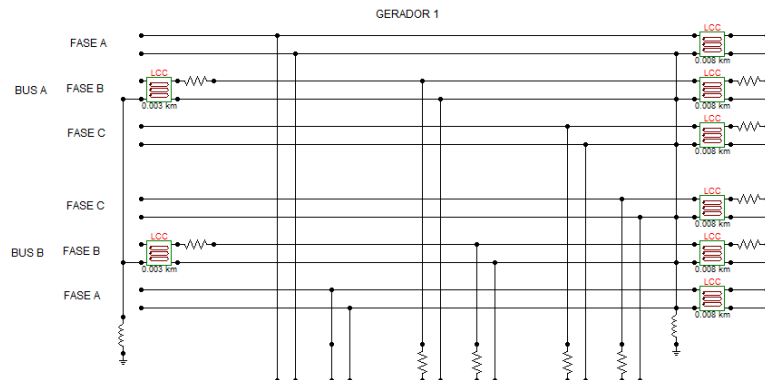 GERADOR 1
LCC
FASE A
0.008 km
LCC
LCC
BUS A
FASE B
0.003 km
0.008 km
LCC
FASE C
0.008 km
LCC
FASE C
0.008 km
LCC
LCC
BUS B
FASE B
0.003 km
0.008 km
LCC
FASE A
0.008 km